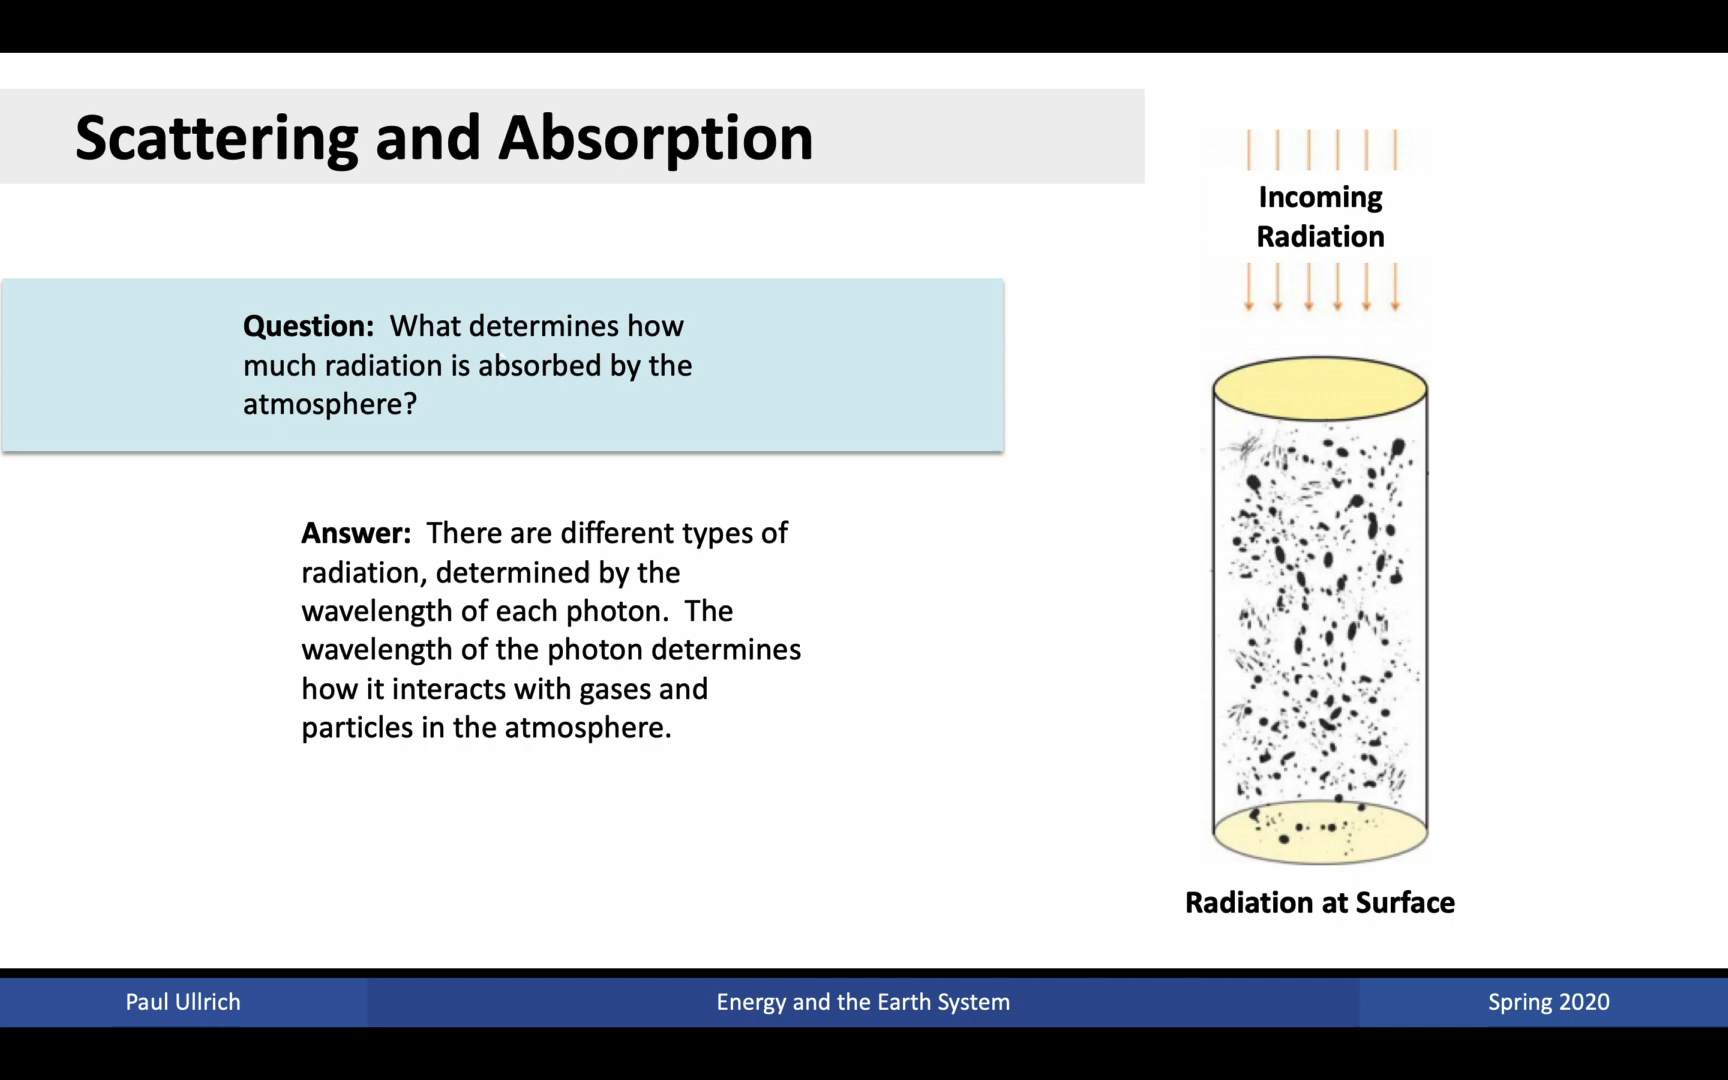 Scattering and Absorption
Incoming
Radiation
Question: What determines how
much radiation is absorbed by the
atmosphere?
Answer: There are different types of
radiation, determined by the
wavelength of each photon. The
wavelength of the photon determines
how it interacts with gases and
particles in the atmosphere.
Radiation at Surface
Paul Ullrich
Energy and the Earth System
Spring 2020